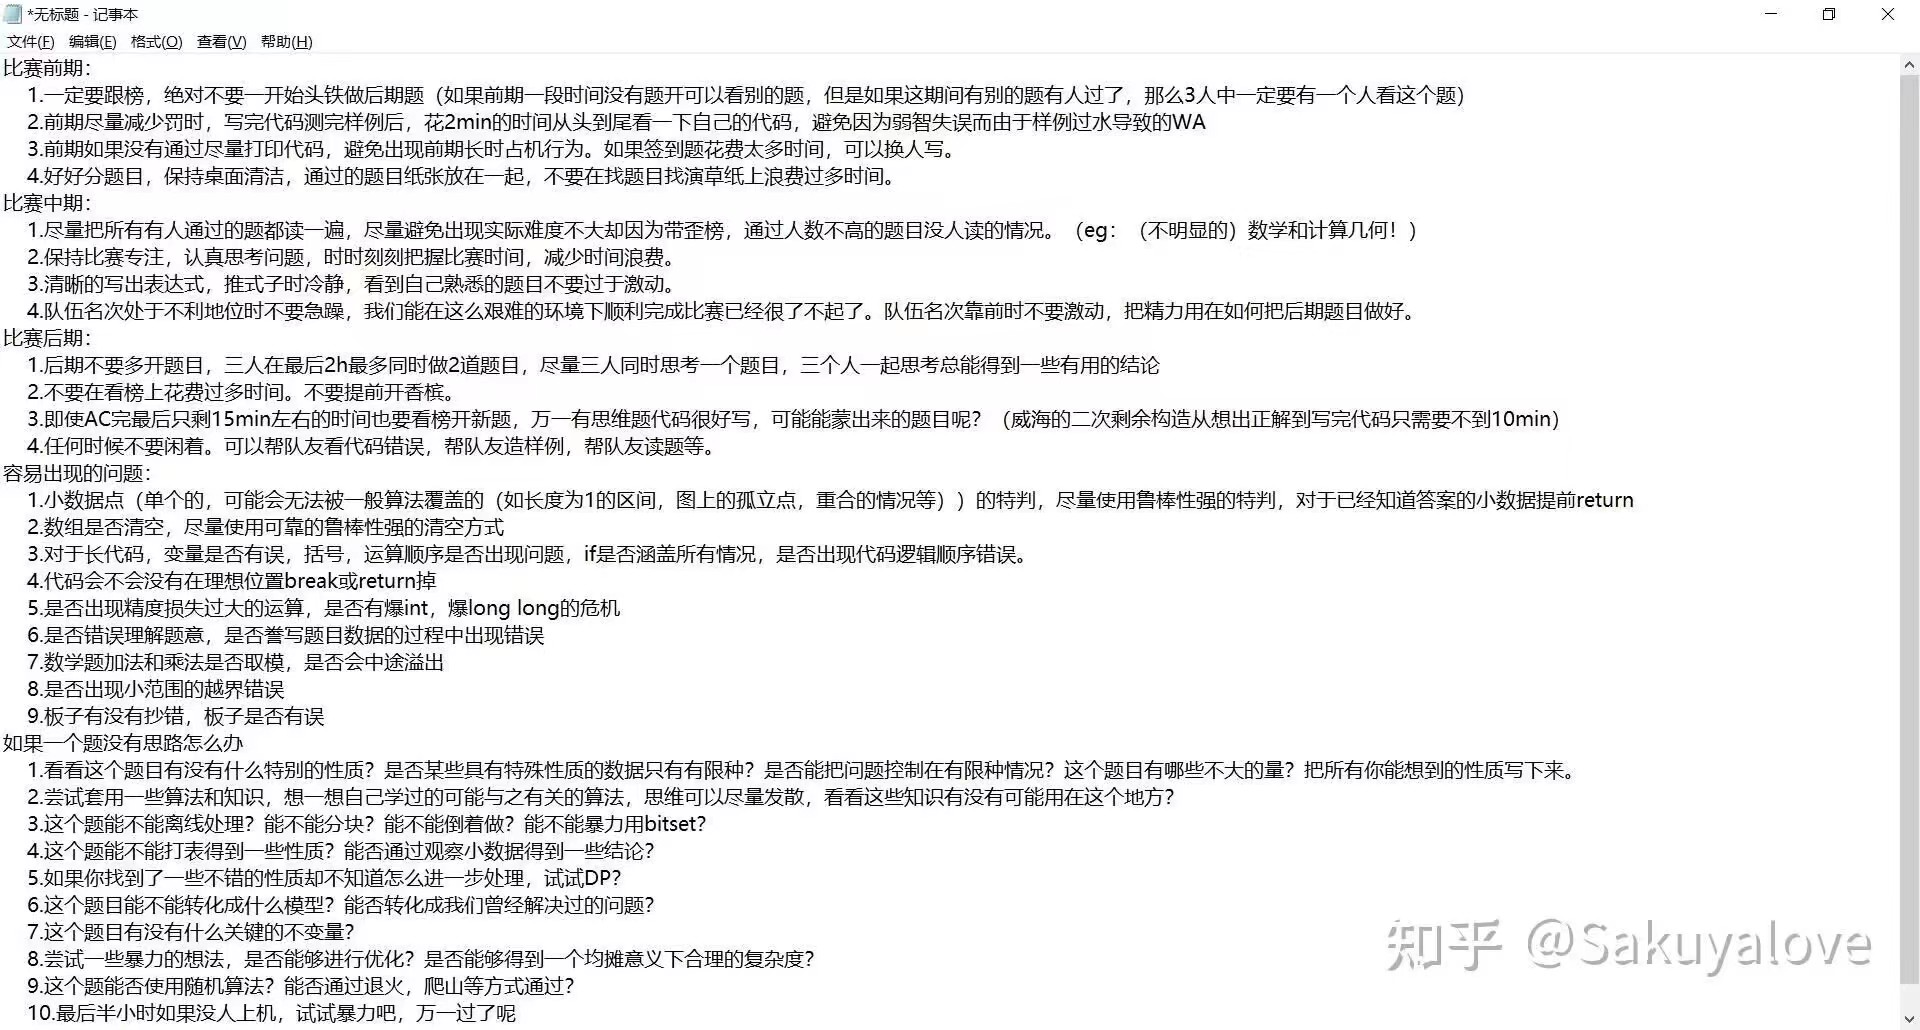 *无标题 - 记事本
文件(F) 编辑(E) 格式(O) 查看(V) 帮助(H)
比赛前期：
1.一定要跟榜，绝对不要一开始头铁做后期题（如果前期一段时间没有题开可以看别的题，但是如果这期间有别的题有人过了，那么3人中一定要有一个人看这个题）
2.前期尽量减少罚时，写完代码测完样例后，花2min的时间从头到尾看一下自己的代码，避免因为弱智失误而由于样例过水导致的WA
3.前期如果没有通过尽量打印代码，避免出现前期长时占机行为。如果签到题花费太多时间，可以换人写。
4.好好分题目，保持桌面清洁，通过的题目纸张放在一起，不要在找题目找演草纸上浪费过多时间。
比赛中期：
1.尽量把所有有人通过的题都读一遍，尽量避免出现实际难度不大却因为带歪榜，通过人数不高的题目没人读的情况。（eg：（不明显的）数学和计算几何！）
2.保持比赛专注，认真思考问题，时时刻刻把握比赛时间，减少时间浪费。
3.清晰的写出表达式，推式子时冷静，看到自己熟悉的题目不要过于激动。
4.队伍名次处于不利地位时不要急躁，我们能在这么艰难的环境下顺利完成比赛已经很了不起了。队伍名次靠前时不要激动，把精力用在如何把后期题目做好。
比赛后期：
1.后期不要多开题目，三人在最后2h最多同时做2道题目，尽量三人同时思考一个题目，三个人一起思考总能得到一些有用的结论
2.不要在看榜上花费过多时间。不要提前开香槟。
3.即使AC完最后只剩15min左右的时间也要看榜开新题，万一有思维题代码很好写，可能能蒙出来的题目呢？（威海的二次剩余构造从想出正解到写完代码只需要不到10min）
4.任何时候不要闲着。可以帮队友看代码错误，帮队友造样例，帮队友读题等。
容易出现的问题：
1.小数据点（单个的，可能会无法被一般算法覆盖的（如长度为1的区间，图上的孤立点，重合的情况等））的特判，尽量使用鲁棒性强的特判，对于已经知道答案的小数据提前return
2.数组是否清空，尽量使用可靠的鲁棒性强的清空方式
3.对于长代码，变量是否有误，括号，运算顺序是否出现问题，if是否涵盖所有情况，是否出现代码逻辑顺序错误。
4.代码会不会没有在理想位置break或return掉
5.是否出现精度损失过大的运算，是否有爆int，爆long long的危机
6.是否错误理解题意，是否誊写题目数据的过程中出现错误
7.数学题加法和乘法是否取模，是否会中途溢出
8.是否出现小范围的越界错误
9.板子有没有抄错，板子是否有误
如果一个题没有思路怎么办
1.看看这个题目有没有什么特别的性质？是否某些具有特殊性质的数据只有有限种？是否能把问题控制在有限种情况？这个题目有哪些不大的量？把所有你能想到的性质写下来。
2.尝试套用一些算法和知识，想一想自己学过的可能与之有关的算法，思维可以尽量发散，看看这些知识有没有可能用在这个地方？
3.这个题能不能离线处理？能不能分块？能不能倒着做？能不能暴力用bitset？
4.这个题能不能打表得到一些性质？能否通过观察小数据得到一些结论？
5.如果你找到了一些不错的性质却不知道怎么进一步处理，试试DP？
6.这个题目能不能转化成什么模型？能否转化成我们曾经解决过的问题？
7.这个题目有没有什么关键的不变量？
8.尝试一些暴力的想法，是否能够进行优化？是否能够得到一个均摊意义下合理的复杂度？
9.这个题能否使用随机算法？能否通过退火，爬山等方式通过？
10.最后半小时如果没人上机，试试暴力吧，万一过了呢
知乎 @Sakuyalove